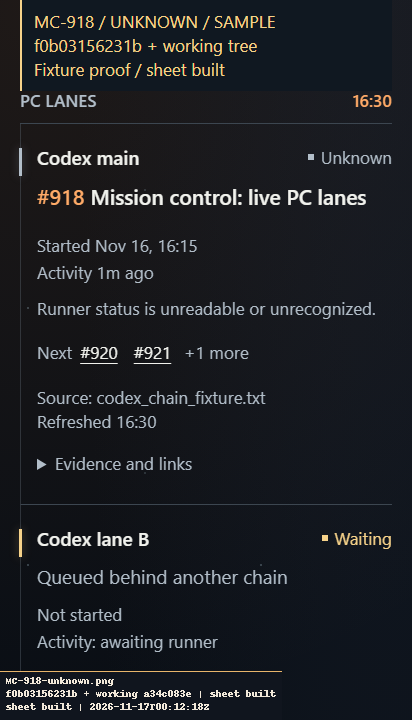 MC-918 / UNKNOWN / SAMPLE
f0b03156231b + working tree
Fixture proof / sheet built
PC LANES 16:30
Codex main Unknown
#918 Mission control: live PC lanes
Started Nov 16, 16:15
Activity 1m ago
Runner status is unreadable or unrecognized.
Next #920 #921 +1 more
Source: codex_chain_fixture.txt
Refreshed 16:30
Evidence and links
Codex lane B Waiting
Queued behind another chain
Not started
Activity: awaiting runner
MC-918-unknown.png
f0b03156231b + working a34c083e | sheet built
sheet built | 2026-11-17T00:12:18Z